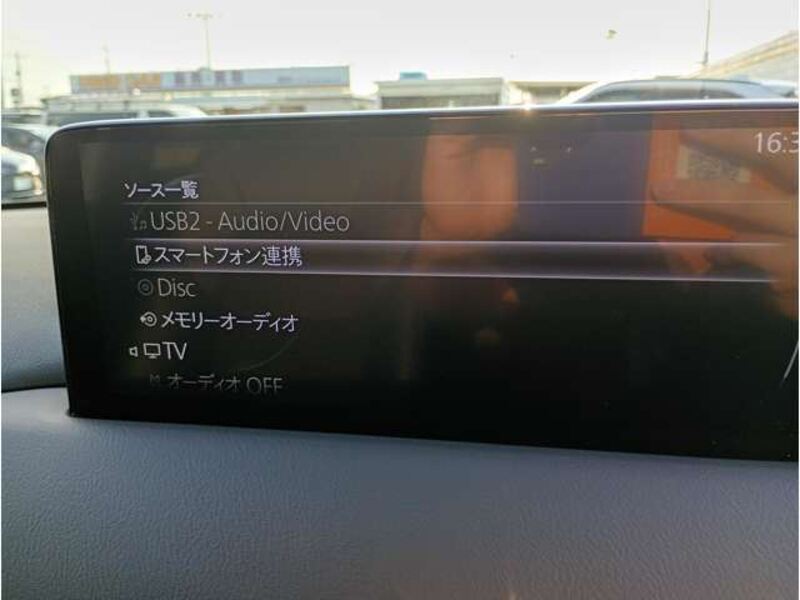 16:3
ソース一覧
USB2 - Audio/Video
スマートフォン連携
Disc
メモリーオーディオ
TV
オーディオ OFF